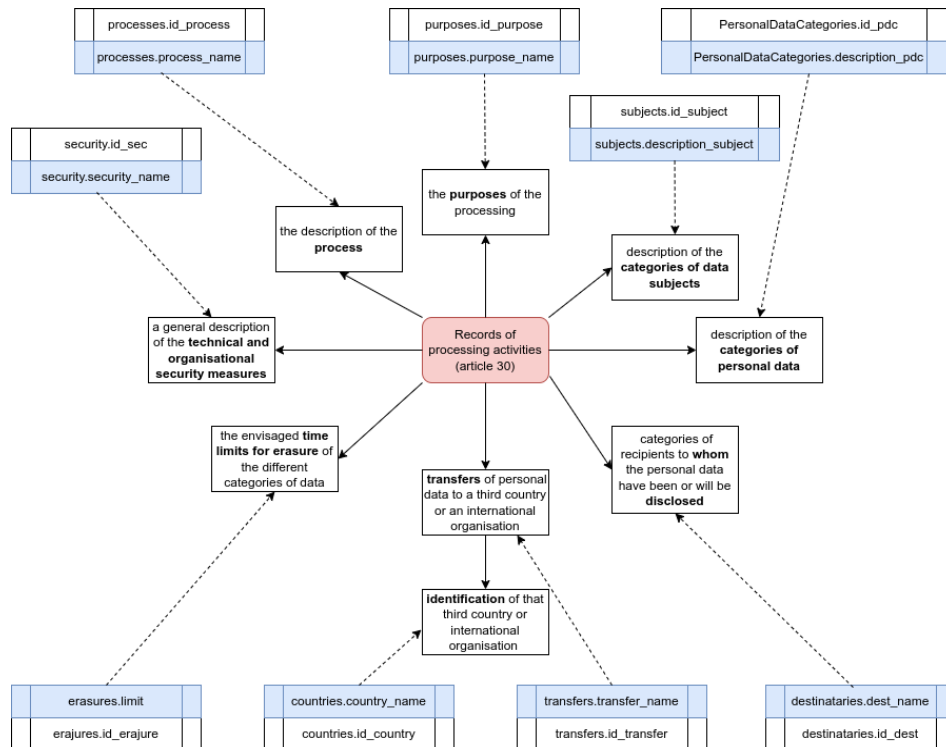 processes.id_process
processes.process_name
purposes.id_purpose
purposes.purpose_name
PersonalDataCategories.id_pdc
PersonalDataCategories.description_pdc
subjects.id_subject
subjects.description_subject
security.id_sec
security.security_name
the description of the
process
the purposes of the
processing
description of the
categories of data
subjects
a general description
of the technical and
organisational
security measures
Records of
processing activities
(article 30)
description of the
categories of
personal data
the envisaged time
limits for erasure of
the different
categories of data
transfers of personal
data to a third country
or an international
organisation
categories of
recipients to whom
the personal data
have been or will be
disclosed
identification of that
third country or
international
organisation
erasures.limit
erajures.id_erajure
countries.country_name
countries.id_country
transfers.transfer_name
transfers.id_transfer
destinataries.dest_name
destinataries.id_dest